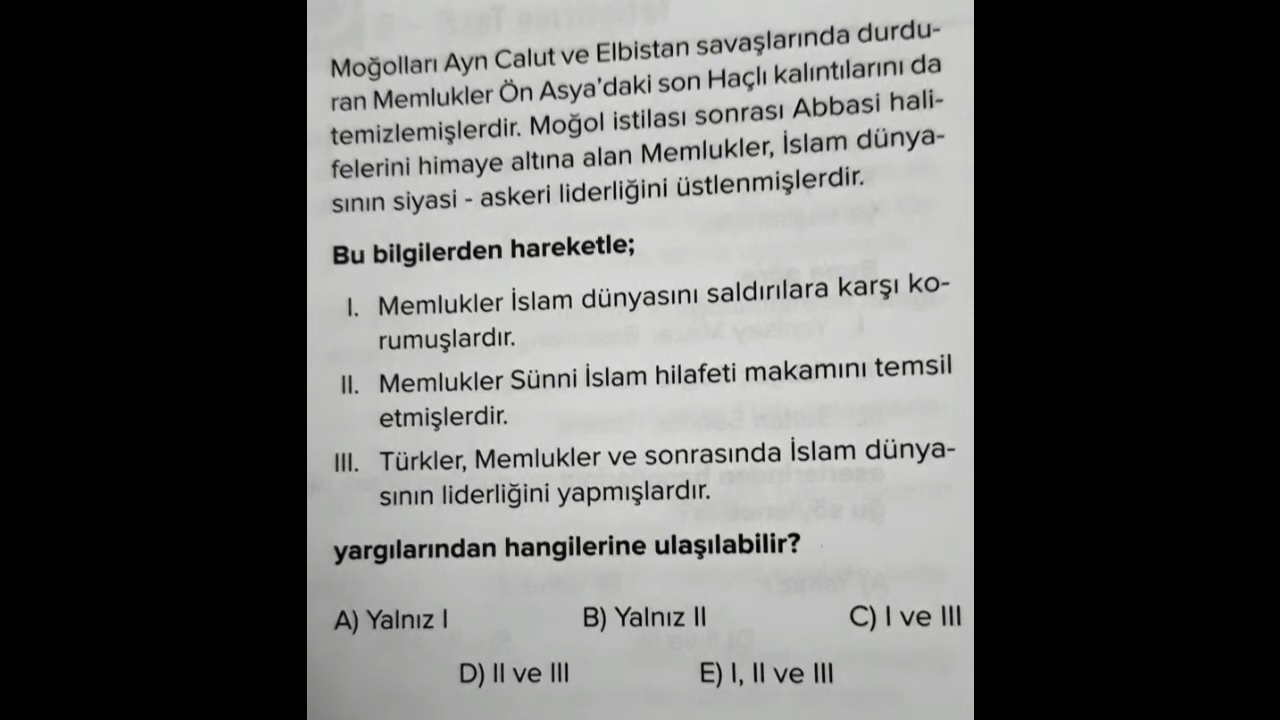 Moğolları Ayn Calut ve Elbistan savaşlarında durdu-
ran Memlukler Ön Asya'daki son Haçlı kalıntılarını da
temizlemişlerdir. Moğol istilası sonrası Abbasi hali-
felerini himaye altına alan Memlukler, İslam dünya-
sının siyasi - askeri liderliğini üstlenmişlerdir.
Bu bilgilerden hareketle;
I. Memlukler İslam dünyasını saldırılara karşı ko-
rumuşlardır.
II. Memlukler Sünni İslam hilafeti makamını temsil
etmişlerdir.
III. Türkler, Memlukler ve sonrasında İslam dünya-
sının liderliğini yapmışlardır.
yargılarından hangilerine ulaşılabilir?
A) Yalnız I B) Yalnız II C) I ve III
D) II ve III E) I, II ve III